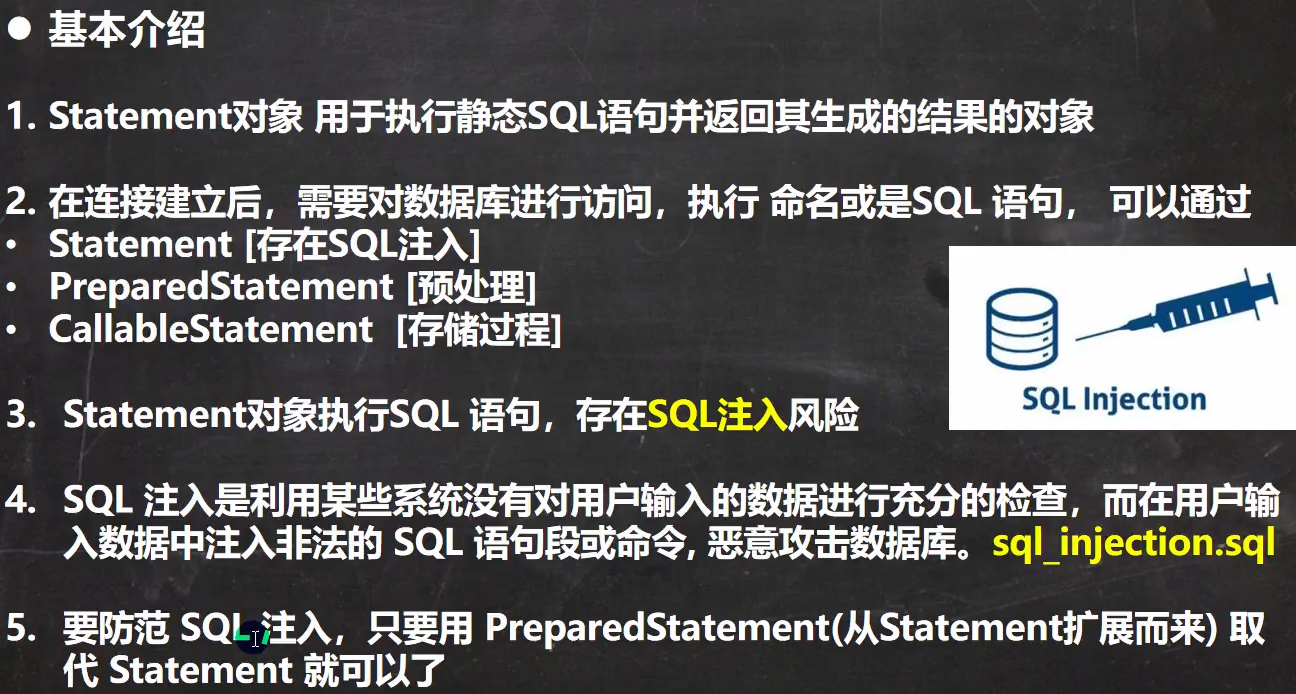 ● 基本介绍
1. Statement对象 用于执行静态SQL语句并返回其生成的结果的对象
2. 在连接建立后，需要对数据库进行访问，执行 命名或是SQL 语句， 可以通过
• Statement [存在SQL注入]
• PreparedStatement [预处理]
• CallableStatement [存储过程]
SQL Injection
3. Statement对象执行SQL 语句，存在SQL注入风险
4. SQL 注入是利用某些系统没有对用户输入的数据进行充分的检查，而在用户输
入数据中注入非法的 SQL 语句段或命令, 恶意攻击数据库。sql_injection.sql
5. 要防范 SQL 注入，只要用 PreparedStatement(从Statement扩展而来) 取
代 Statement 就可以了